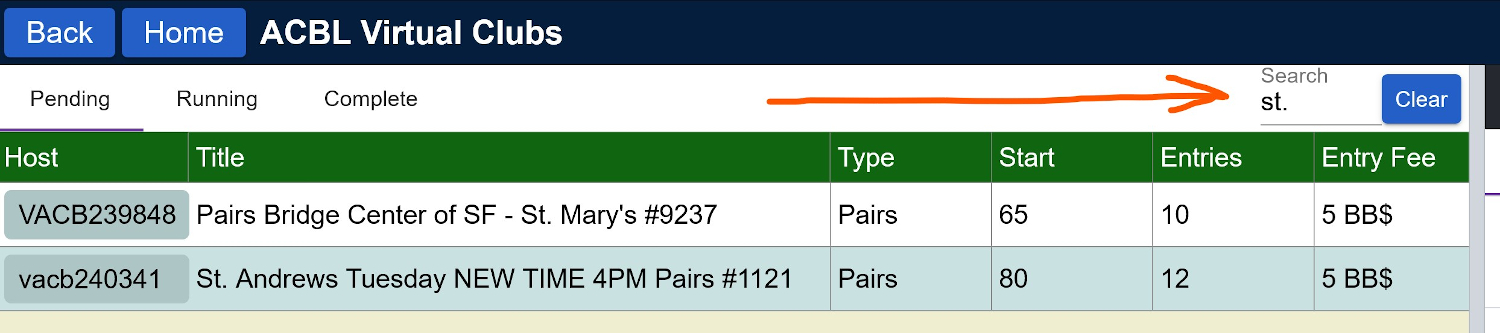 Back Home ACBL Virtual Clubs
Pending Running Complete Search
st. Clear
Host Title Type Start Entries Entry Fee
VACB239848 Pairs Bridge Center of SF - St. Mary's #9237 Pairs 65 10 5 BB$
vacb240341 St. Andrews Tuesday NEW TIME 4PM Pairs #1121 Pairs 80 12 5 BB$